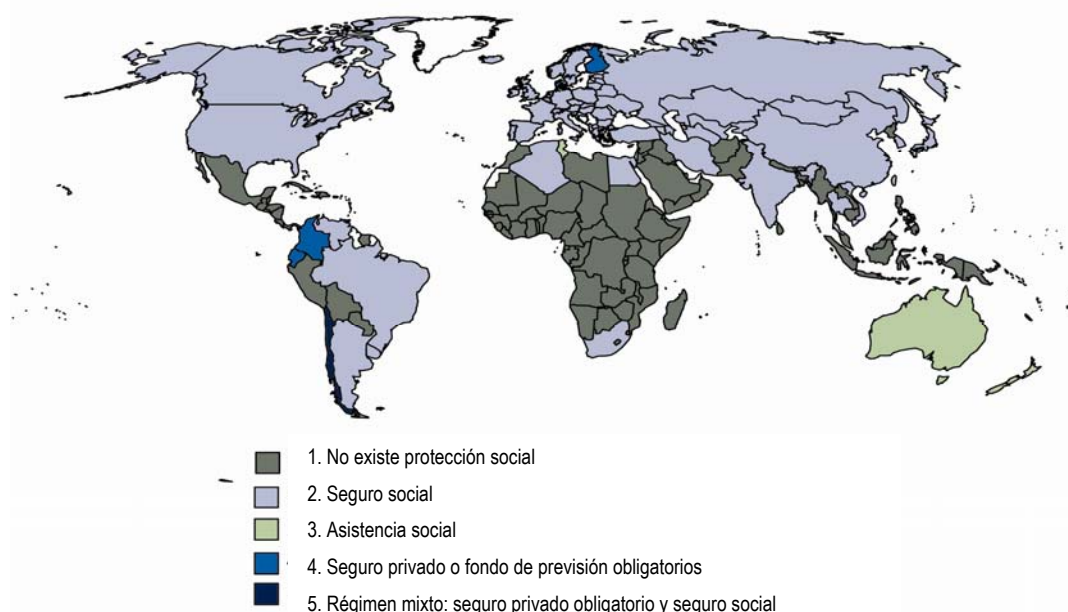 1. No existe protección social
2. Seguro social
3. Asistencia social
4. Seguro privado o fondo de previsión obligatorios
5. Régimen mixto: seguro privado obligatorio y seguro social